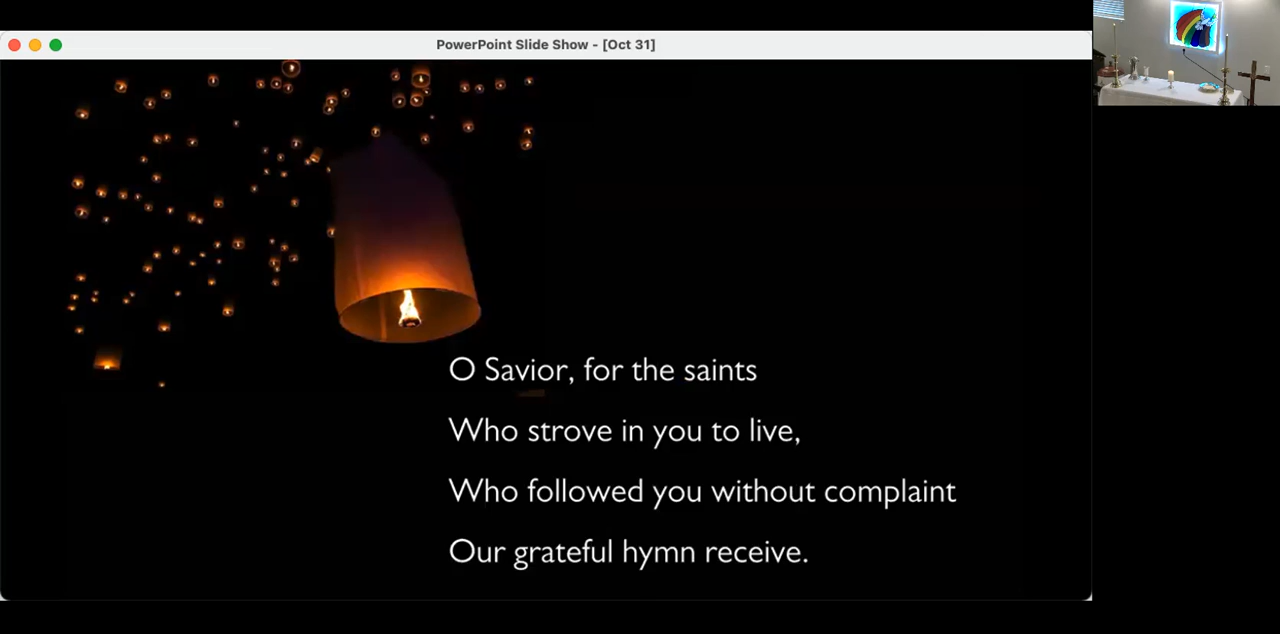 PowerPoint Slide Show - [Oct 31]
O Savior, for the saints
Who strove in you to live,
Who followed you without complaint
Our grateful hymn receive.